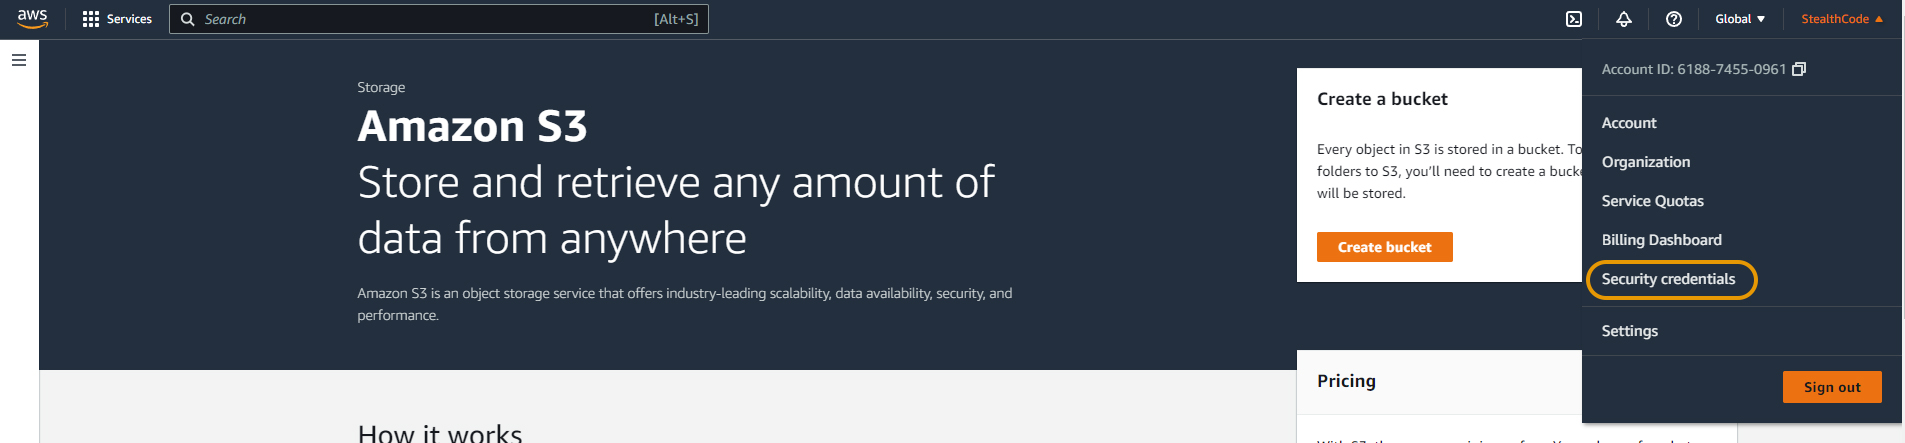 aws
Services
Search
[Alt+S]
Global
StealthCode
Account ID: 6188-7455-0961
Account
Organization
Service Quotas
Billing Dashboard
Security credentials
Settings
Sign out
Storage
Amazon S3
Store and retrieve any amount of
data from anywhere
Amazon S3 is an object storage service that offers industry-leading scalability, data availability, security, and
performance.
Create a bucket
Every object in S3 is stored in a bucket. To
folders to S3, you'll need to create a
will be stored.
Create bucket
Pricing
How it works